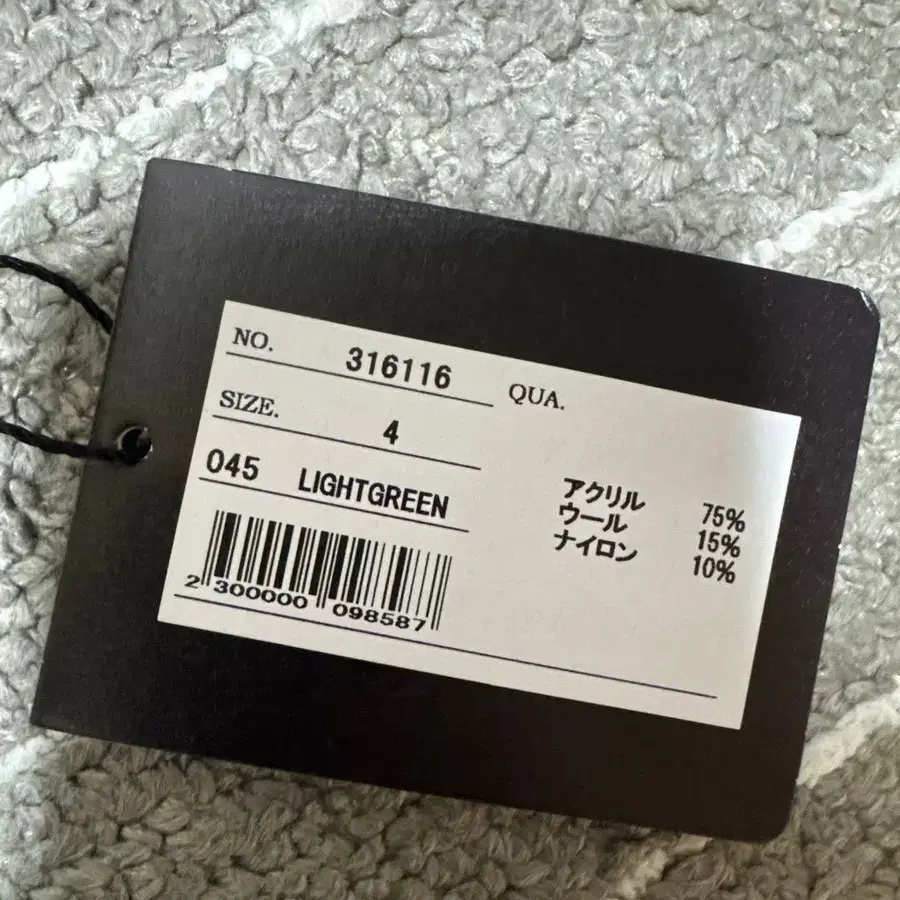 NO. 316116
SIZE. 4
045 LIGHTGREEN
2 300000 098587
QUA.
アクリル 75%
ウール 15%
ナイロン 10%